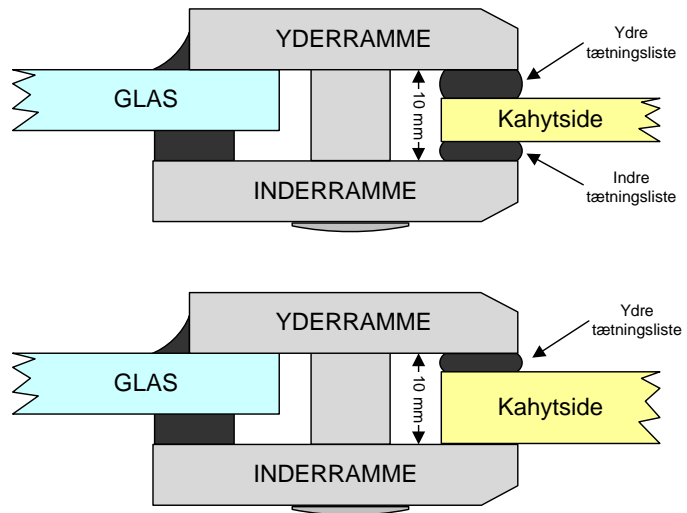 YDERRAMME
Ydre
tætningsliste
GLAS
10 mm
Kahytside
INDERRAMME
Indre
tætningsliste
YDERRAMME
Ydre
tætningsliste
GLAS
10 mm
Kahytside
INDERRAMME